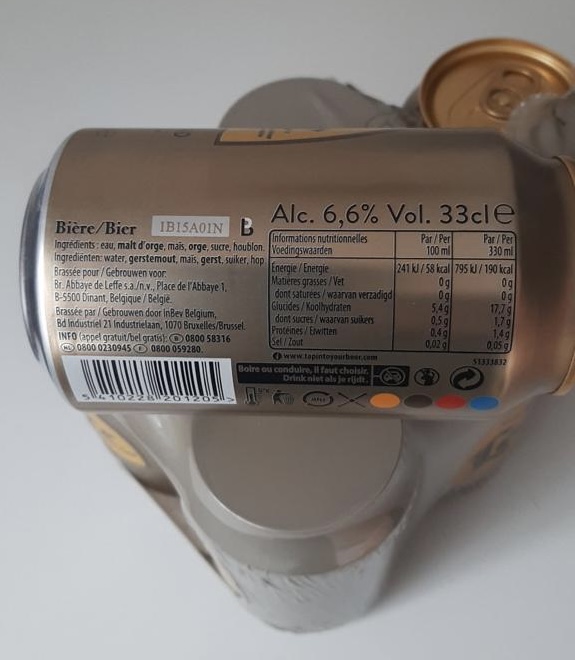 Bière/Bier IB15A01N B
Alc. 6,6% Vol. 33cl e
Ingrédients : eau, malt d'orge, maïs, orge, sucre, houblon.
Ingrediënten: water, gerstemout, maïs, gerst, suiker, hop
Brassée pour / Gebrouwen voor:
Br. Abbaye de Leffe s.a./n.v., Place de l'Abbaye 1,
B-5500 Dinant, Belgique / België.
Brassée par / Gebrouwen door InBev Belgium,
Bd Industriel 21 Industrielaan, 1070 Bruxelles/Brussel.
INFO (appel gratuit/bel gratis): B 0800 58316
NL 0800 0230945 F 0800 059280.
5 410228 201205 >
Informations nutritionnelles Par / Per Par / Per
Voedingswaarden 100 ml 330 ml
Energie / Energie 241 kJ / 58 kcal 795 kJ / 190 kcal
Matières grasses / Vet 0 g 0 g
dont saturées / waarvan verzadigd 0 g 0 g
Glucides / Koolhydraten 5,4 g 17,7 g
dont sucres / waarvan suikers 0,5 g 1,7 g
Protéines / Eiwitten 0,4 g 1,4 g
Sel / Zout 0,02 g 0,05 g
i www.tapintoyourbeer.com
53333832
Boire ou conduire, il faut choisir.
Drink niet als je rijdt.